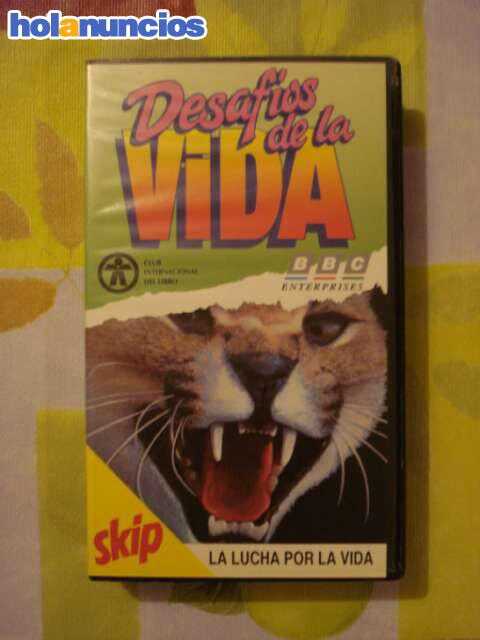 holanuncios
Desafíos
de la
ViDA
CLUB
INTERNACIONAL
DEL LIBRO
BBC
ENTERPRISES
skip
LA LUCHA POR LA VIDA